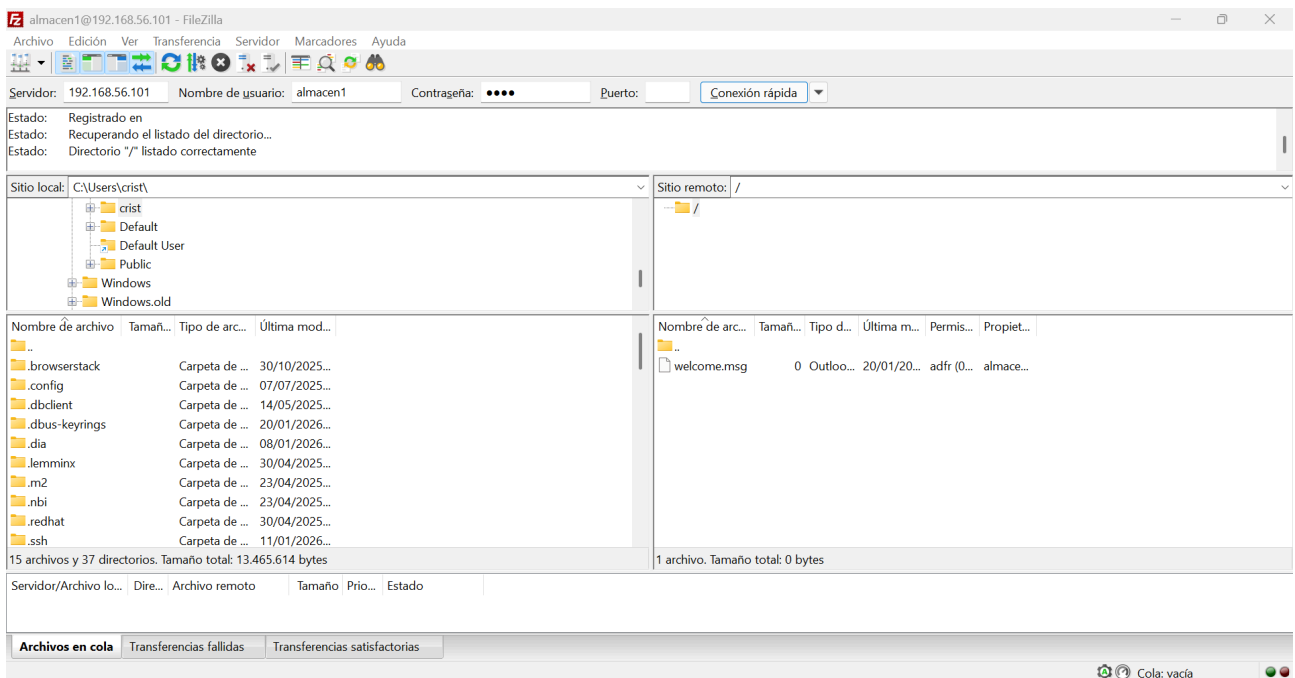 almacen1@192.168.56.101 - FileZilla
Archivo Edición Ver Transferencia Servidor Marcadores Ayuda
Servidor: 192.168.56.101 Nombre de usuario: almacen1 Contraseña: ●●●● Puerto: Conexión rápida
Estado: Registrado en
Estado: Recuperando el listado del directorio...
Estado: Directorio "/" listado correctamente
Sitio local: C:\Users\crist\
crist
Default
Default User
Public
Windows
Windows.old
Sitio remoto: /
/
Nombre de archivo Tamañ... Tipo de arc... Última mod...
..
.browserstack Carpeta de ... 30/10/2025...
.config Carpeta de ... 07/07/2025...
.dbclient Carpeta de ... 14/05/2025...
.dbus-keyrings Carpeta de ... 20/01/2026...
.dia Carpeta de ... 08/01/2026...
.lemminx Carpeta de ... 30/04/2025...
.m2 Carpeta de ... 23/04/2025...
.nbi Carpeta de ... 23/04/2025...
.redhat Carpeta de ... 30/04/2025...
.ssh Carpeta de ... 11/01/2026...
15 archivos y 37 directorios. Tamaño total: 13.465.614 bytes
Nombre de arc... Tamañ... Tipo d... Última m... Permis... Propiet...
..
welcome.msg 0 Outloo... 20/01/20... adfr (0... almace...
1 archivo. Tamaño total: 0 bytes
Servidor/Archivo lo... Dire... Archivo remoto Tamaño Prio... Estado
Archivos en cola Transferencias fallidas Transferencias satisfactorias
Cola: vacía